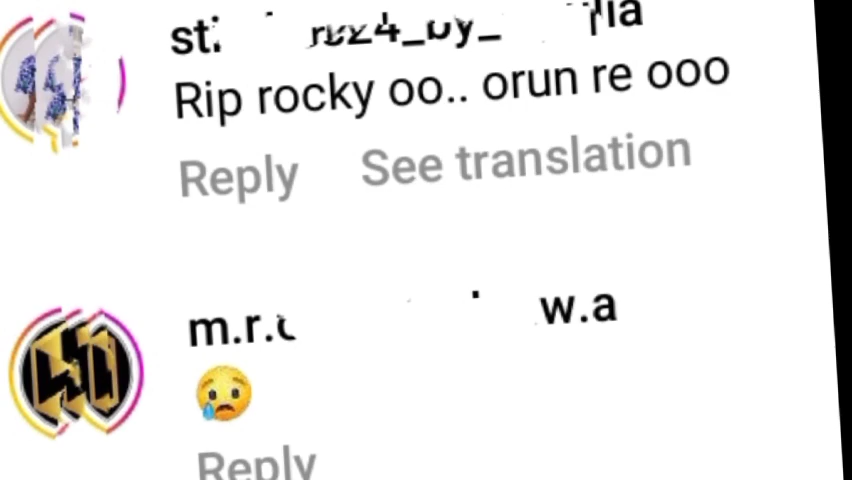 Rip rocky oo.. orun re ooo
Reply See translation
w.a
😢
Reply